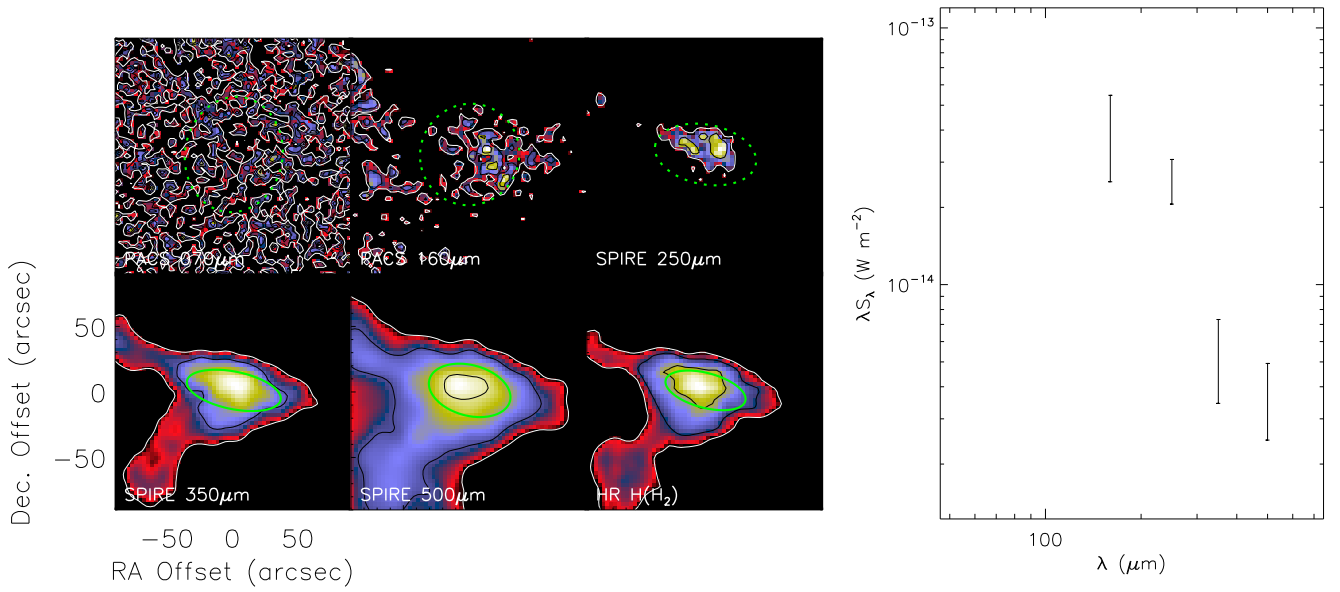 PACS 070μm
PACS 160μm
SPIRE 250μm
SPIRE 350μm
SPIRE 500μm
HR H(H₂)
Dec. Offset (arcsec)
50
0
−50
−50 0 50
RA Offset (arcsec)
10⁻¹³
10⁻¹⁴
λS_λ (W m⁻²)
100
λ (μm)